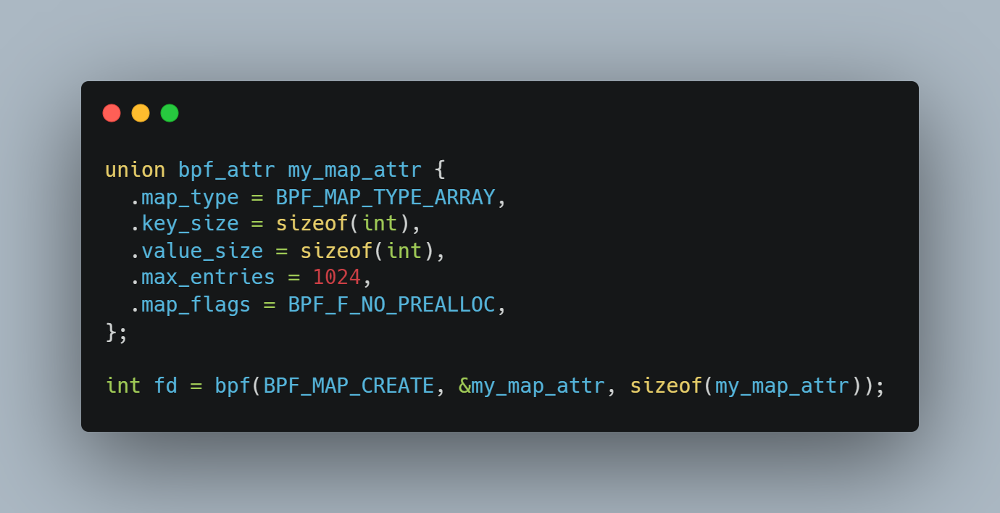 union bpf_attr my_map_attr {
  .map_type = BPF_MAP_TYPE_ARRAY,
  .key_size = sizeof(int),
  .value_size = sizeof(int),
  .max_entries = 1024,
  .map_flags = BPF_F_NO_PREALLOC,
};
int fd = bpf(BPF_MAP_CREATE, &my_map_attr, sizeof(my_map_attr));